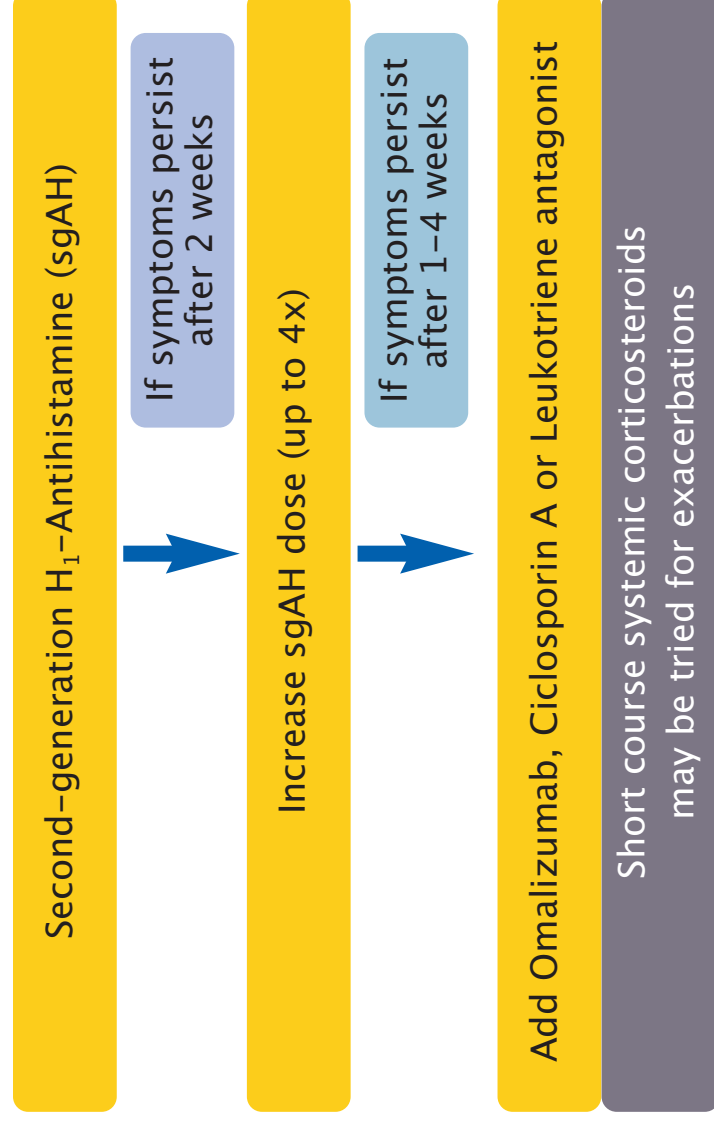 Second-generation H₁-Antihistamine (sgAH)
If symptoms persist
after 2 weeks
Increase sgAH dose (up to 4x)
If symptoms persist
after 1-4 weeks
Add Omalizumab, Ciclosporin A or Leukotriene antagonist
Short course systemic corticosteroids
may be tried for exacerbations